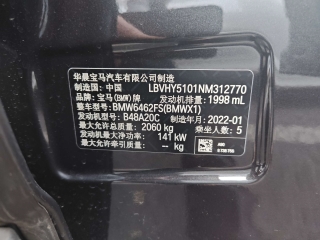 华晨宝马汽车有限公司制造
制造国: 中国 LBVHY5101NM312770
品牌: 宝马(BMW)牌 发动机排量: 1998 mL
整车型号: BMW6462FS(BMWX1)
发动机型号: B48A20C 制造年月: 2022-01
最大允许总质量: 2060 kg 乘坐人数: 5
发动机最大净功率: 141 kW
最大允许牵引质量: -- kg